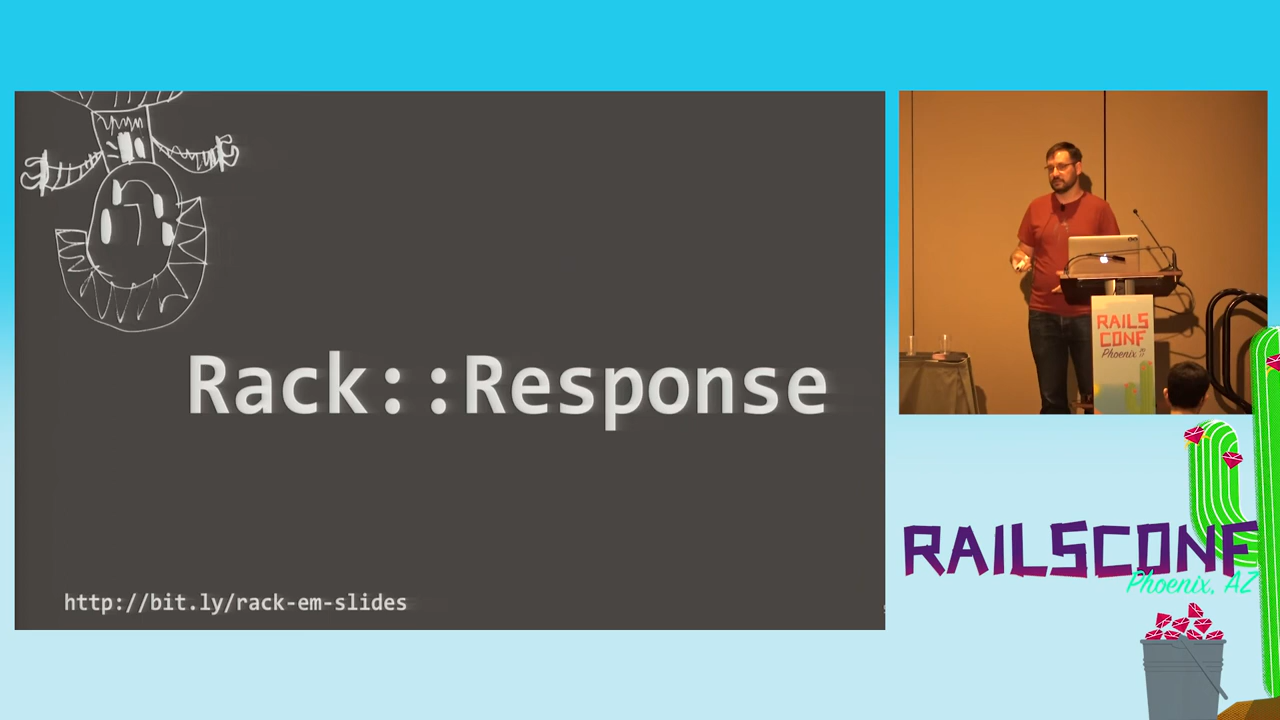 Rack::Response
http://bit.ly/rack-em-slides
RAILS
CONF
Phoenix
RAILSCONF
Phoenix, AZ